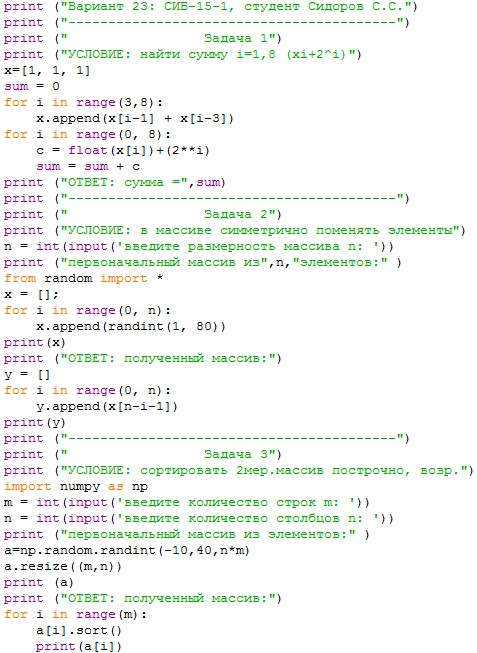 print ("Вариант 23: СИБ-15-1, студент Сидоров С.С.")
print ("-----------------------------------------")
print ("                 Задача 1")
print ("УСЛОВИЕ: найти сумму i=1,8 (xi+2^i)")
x=[1, 1, 1]
sum = 0
for i in range(3,8):
    x.append(x[i-1] + x[i-3])
for i in range(0, 8):
    c = float(x[i])+(2**i)
    sum = sum + c
print ("ОТВЕТ: сумма =",sum)
print ("-----------------------------------------")
print ("                 Задача 2")
print ("УСЛОВИЕ: в массиве симметрично поменять элементы")
n = int(input('введите размерность массива n: '))
print ("первоначальный массив из",n,"элементов:" )
from random import *
x = [];
for i in range(0, n):
    x.append(randint(1, 80))
print(x)
print ("ОТВЕТ: полученный массив:")
y = []
for i in range(0, n):
    y.append(x[n-i-1])
print(y)
print ("-----------------------------------------")
print ("                 Задача 3")
print ("УСЛОВИЕ: сортировать 2мер.массив построчно, возр.")
import numpy as np
m = int(input('введите количество строк m: '))
n = int(input('введите количество столбцов n: '))
print ("первоначальный массив из элементов:" )
a=np.random.randint(-10,40,n*m)
a.resize((m,n))
print (a)
print ("ОТВЕТ: полученный массив:")
for i in range(m):
    a[i].sort()
    print(a[i])